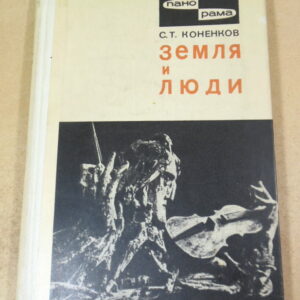 пано
рама
С. Т. КОНЕНКОВ
земля
и
люди